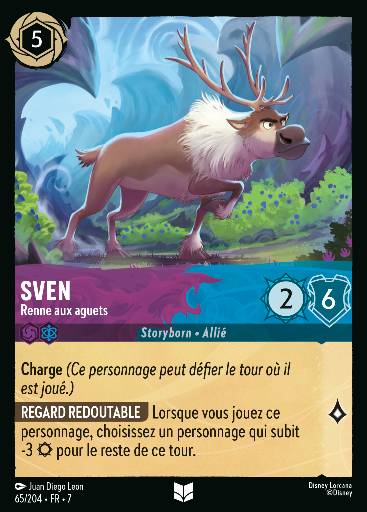 5
SVEN
Renne aux aguets
2
6
Storyborn • Allié
Charge (Ce personnage peut défier le tour où il
est joué.)
REGARD REDOUTABLE Lorsque vous jouez ce
personnage, choisissez un personnage qui subit
-3 pour le reste de ce tour.
Juan Diego Leon
65/204 • FR • 7
Disney Lorcana
©Disney